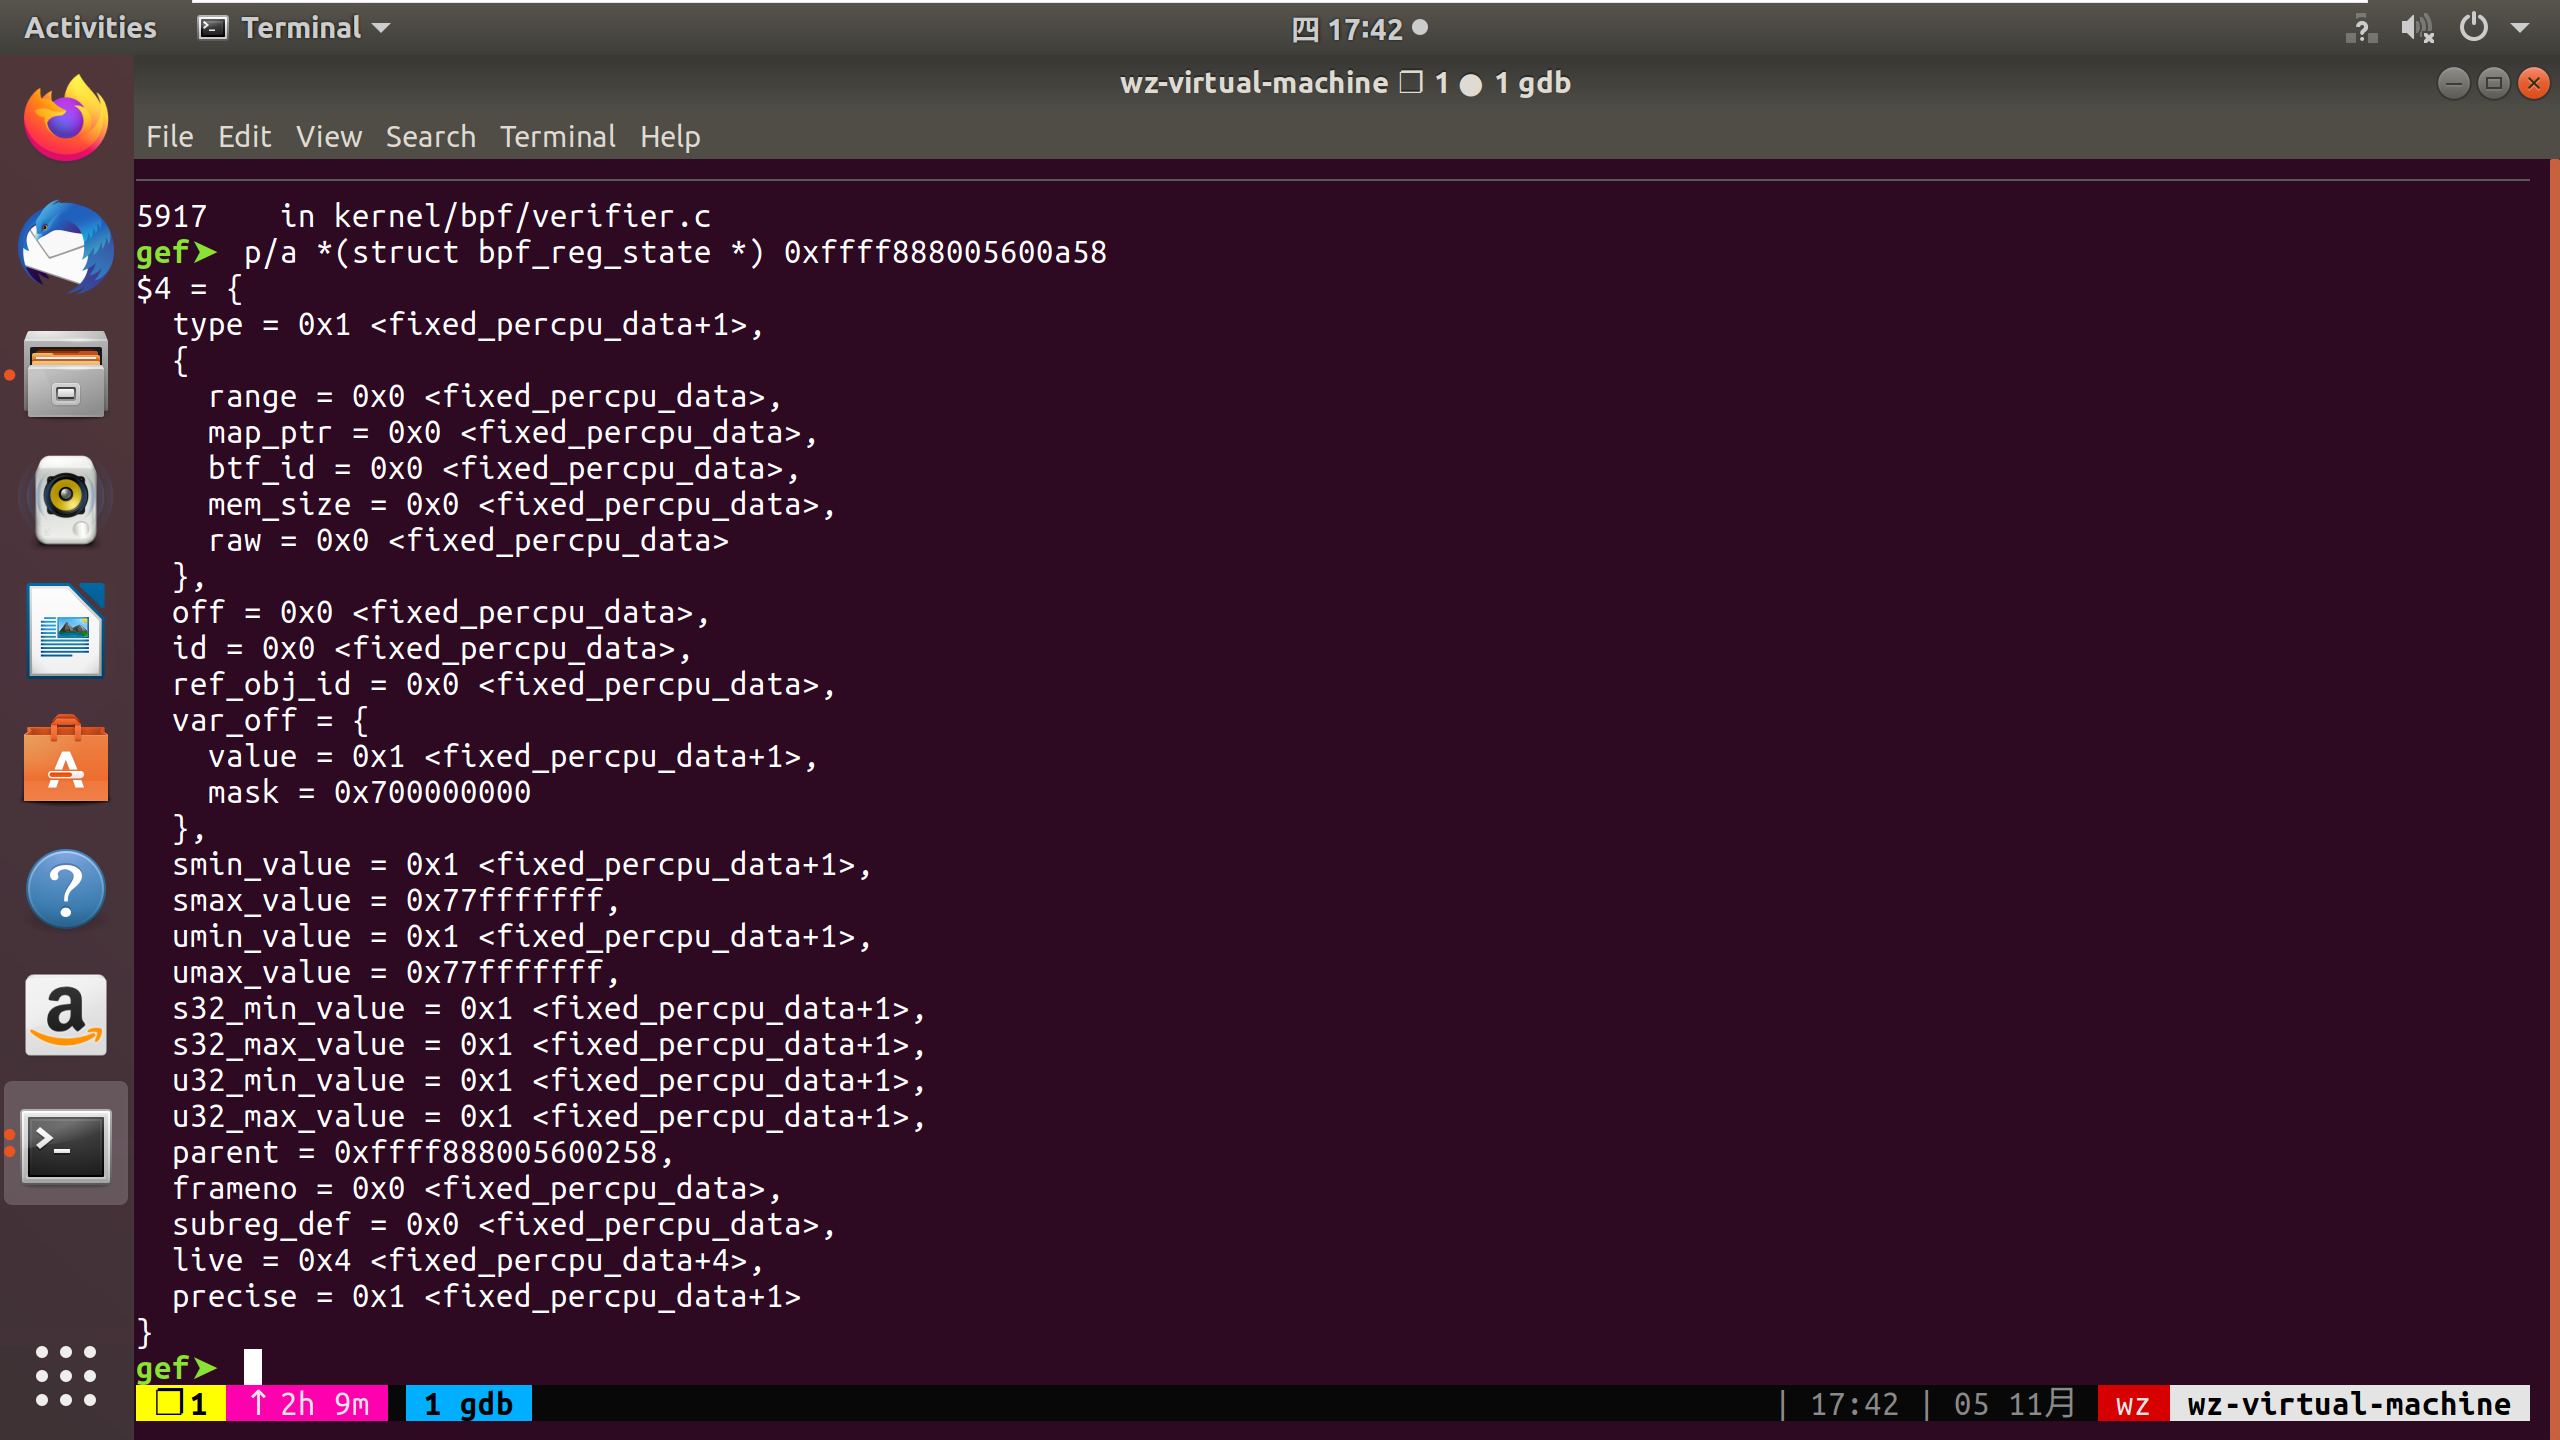 Activities Terminal 四 17:42
wz-virtual-machine ❐ 1 ● 1 gdb
File Edit View Search Terminal Help
5917    in kernel/bpf/verifier.c
gef➤  p/a *(struct bpf_reg_state *) 0xffff888005600a58
$4 = {
  type = 0x1 <fixed_percpu_data+1>,
  {
    range = 0x0 <fixed_percpu_data>,
    map_ptr = 0x0 <fixed_percpu_data>,
    btf_id = 0x0 <fixed_percpu_data>,
    mem_size = 0x0 <fixed_percpu_data>,
    raw = 0x0 <fixed_percpu_data>
  },
  off = 0x0 <fixed_percpu_data>,
  id = 0x0 <fixed_percpu_data>,
  ref_obj_id = 0x0 <fixed_percpu_data>,
  var_off = {
    value = 0x1 <fixed_percpu_data+1>,
    mask = 0x700000000
  },
  smin_value = 0x1 <fixed_percpu_data+1>,
  smax_value = 0x77fffffff,
  umin_value = 0x1 <fixed_percpu_data+1>,
  umax_value = 0x77fffffff,
  s32_min_value = 0x1 <fixed_percpu_data+1>,
  s32_max_value = 0x1 <fixed_percpu_data+1>,
  u32_min_value = 0x1 <fixed_percpu_data+1>,
  u32_max_value = 0x1 <fixed_percpu_data+1>,
  parent = 0xffff888005600258,
  frameno = 0x0 <fixed_percpu_data>,
  subreg_def = 0x0 <fixed_percpu_data>,
  live = 0x4 <fixed_percpu_data+4>,
  precise = 0x1 <fixed_percpu_data+1>
}
gef➤
❐ 1 ↑ 2h 9m 1 gdb | 17:42 | 05 11月 wz wz-virtual-machine